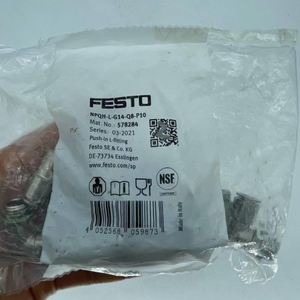 FESTO
NPQH-L-G14-Q8-P10
Mat. No.: 578284
Series: 03-2021
Push-in L-fitting
Festo SE & Co. KG
DE-73734 Esslingen
www.festo.com/sp
NSF
4 052568 059873